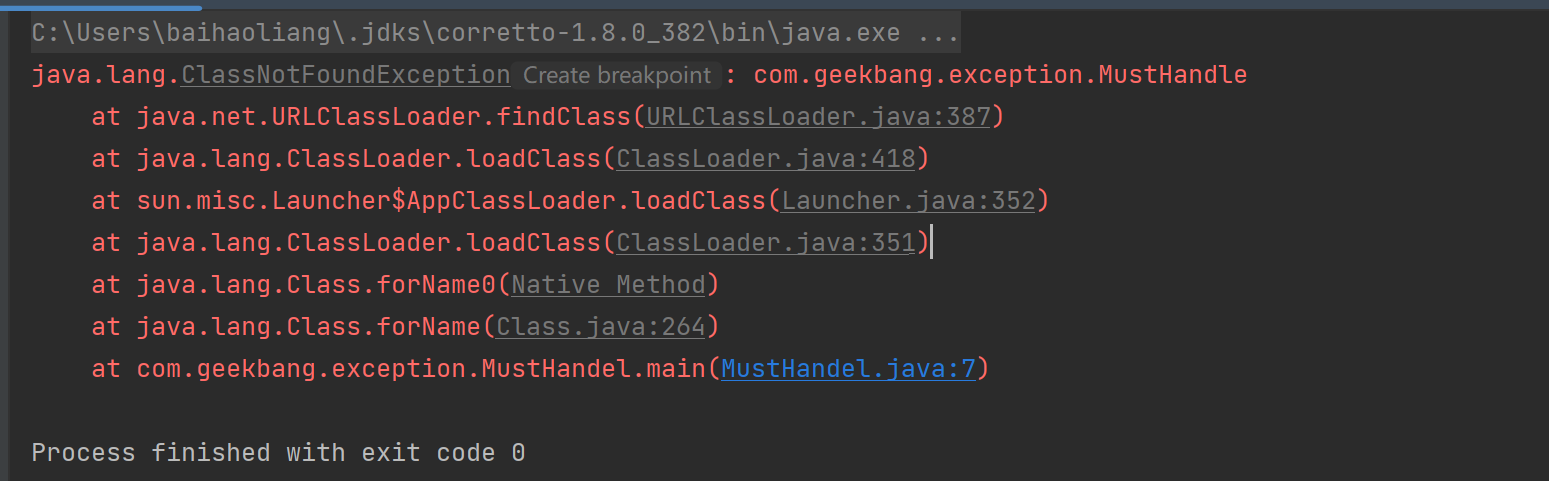 C:\Users\baihaoliang\.jdks\corretto-1.8.0_382\bin\java.exe ...
java.lang.ClassNotFoundException Create breakpoint : com.geekbang.exception.MustHandle
    at java.net.URLClassLoader.findClass(URLClassLoader.java:387)
    at java.lang.ClassLoader.loadClass(ClassLoader.java:418)
    at sun.misc.Launcher$AppClassLoader.loadClass(Launcher.java:352)
    at java.lang.ClassLoader.loadClass(ClassLoader.java:351)
    at java.lang.Class.forName0(Native Method)
    at java.lang.Class.forName(Class.java:264)
    at com.geekbang.exception.MustHandel.main(MustHandel.java:7)
Process finished with exit code 0